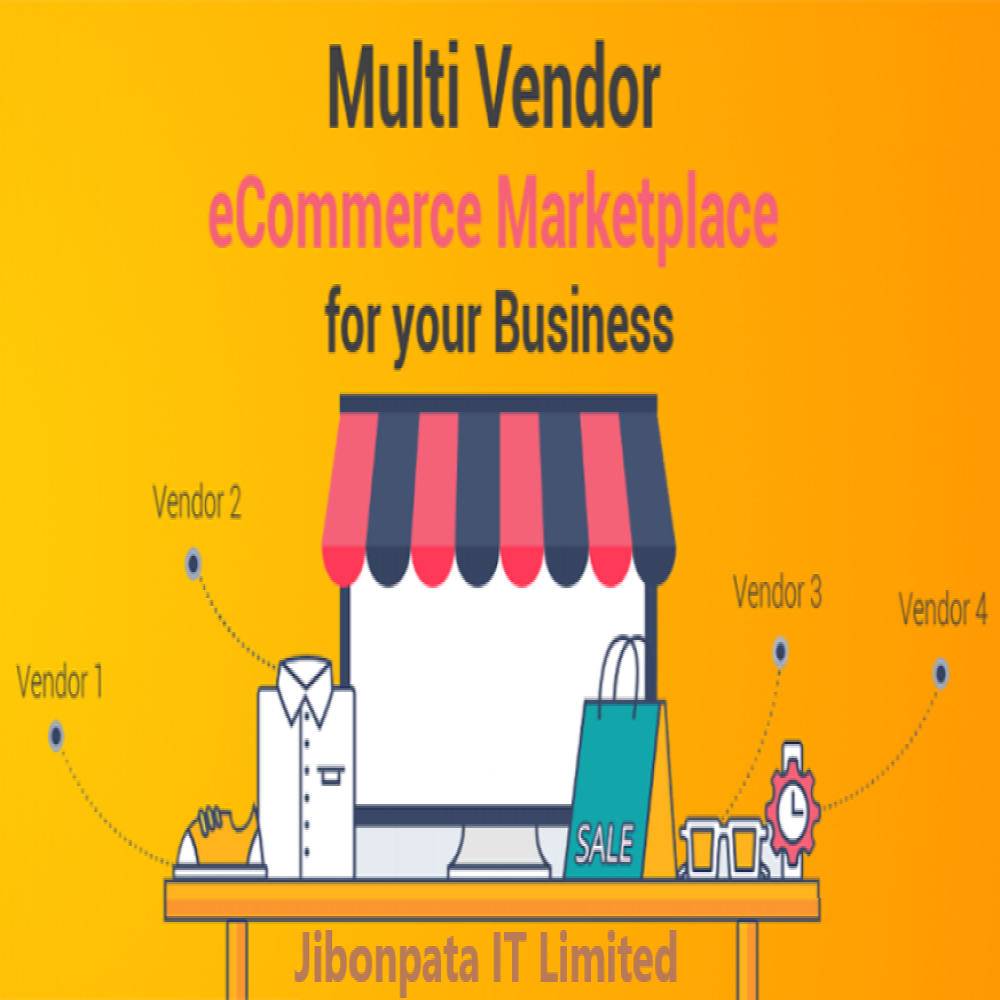 Multi Vendor
eCommerce Marketplace
for your Business
Vendor 2
Vendor 3
Vendor 4
Vendor 1
SALE
Jibonpata IT Limited